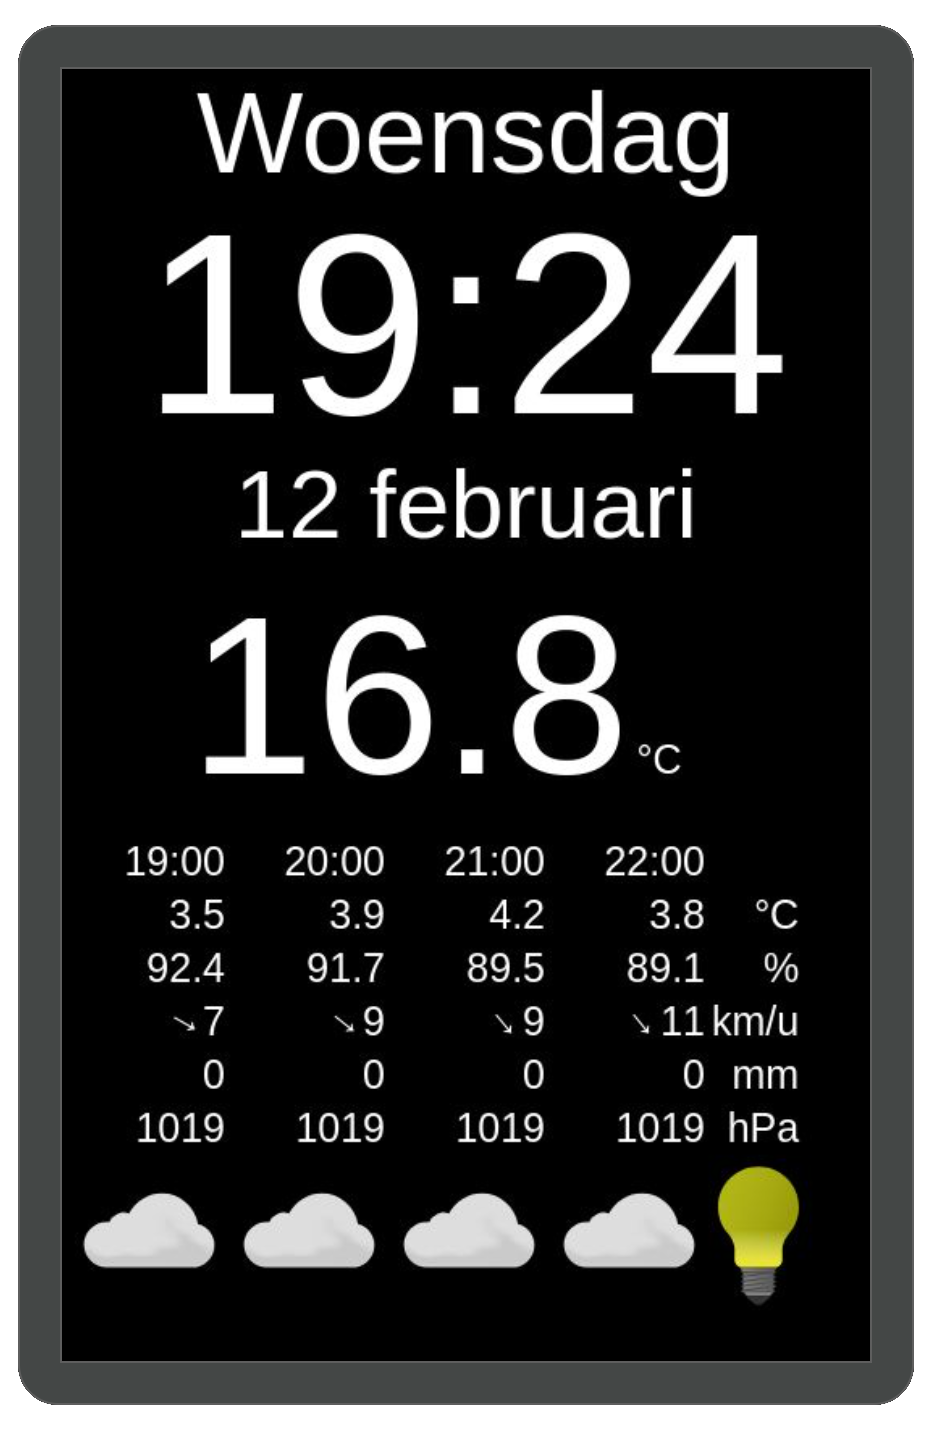 Woensdag
19:24
12 februari
16.8 °C
19:00 20:00 21:00 22:00
3.5 3.9 4.2 3.8 °C
92.4 91.7 89.5 89.1 %
7 9 9 11 km/u
0 0 0 0 mm
1019 1019 1019 1019 hPa